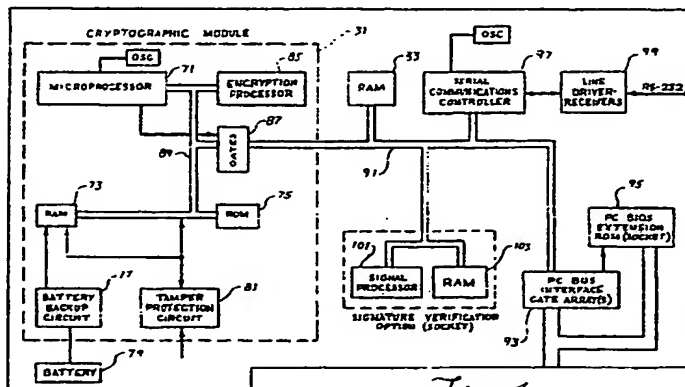 CRYPTOGRAPHIC MODULE
31
OSC
MICROPROCESSOR
71
85
ENCRYPTION
PROCESSOR
87
GATES
89
73
RAM
75
ROM
BATTERY
BACKUP
CIRCUIT
TAMPER
PROTECTION
CIRCUIT
BATTERY
79
RAM
OSC
SERIAL
COMMUNICATIONS
CONTROLLER
97
99
LINE
DRIVER-
RECEIVERS
RS-232
91
95
PC BIOS
EXTENSION
ROM (SOCKET)
101
SIGNAL
PROCESSOR
103
RAM
SIGNATURE VERIFICATION
OPTION (SOCKET)
PC BUS
INTERFACE
GATE ARRAY(S)
93